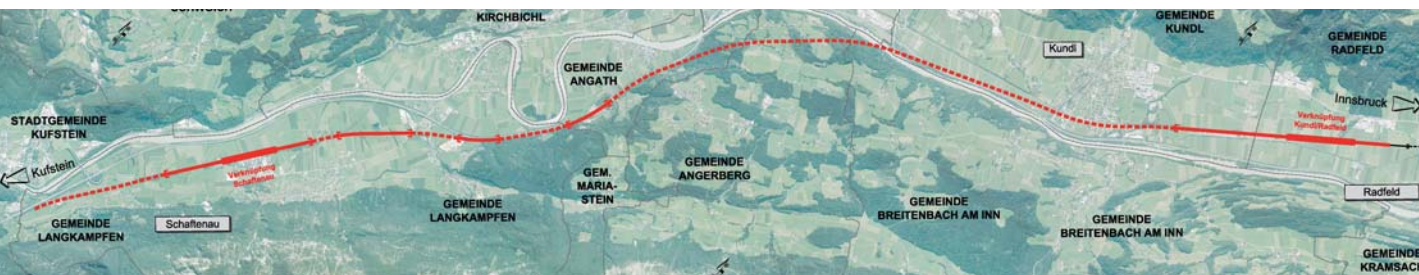 KIRCHBICHL
GEMEINDE
KUNDL
GEMEINDE
RADFELD
Kundl
GEMEINDE
ANGATH
Innsbruck
STADTGEMEINDE
KUFSTEIN
Verknüpfung
Kundl/Radfeld
Kufstein
Verknüpfung
Schaftenau
GEM.
MARIA-
STEIN
GEMEINDE
ANGERBERG
Radfeld
GEMEINDE
LANGKAMPFEN
Schaftenau
GEMEINDE
LANGKAMPFEN
GEMEINDE
BREITENBACH AM INN
GEMEINDE
BREITENBACH AM INN
GEMEINDE
KRAMSACH